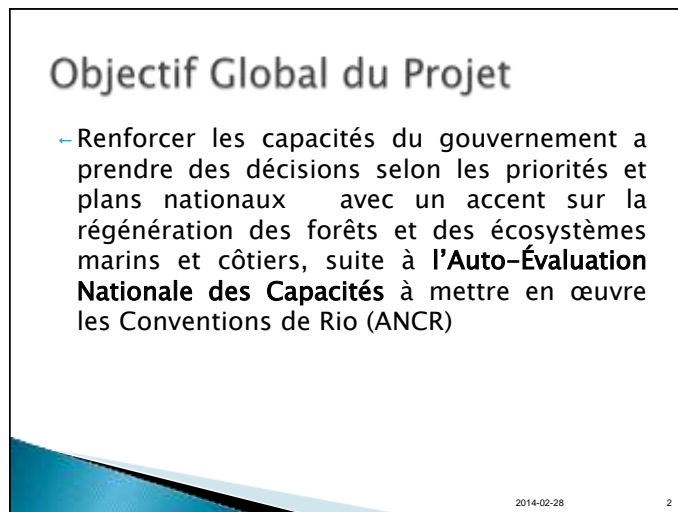 Objectif Global du Projet
←Renforcer les capacités du gouvernement a
prendre des décisions selon les priorités et
plans nationaux avec un accent sur la
régénération des forêts et des écosystèmes
marins et côtiers, suite à l’Auto-Évaluation
Nationale des Capacités à mettre en œuvre
les Conventions de Rio (ANCR)
2014-02-28 2